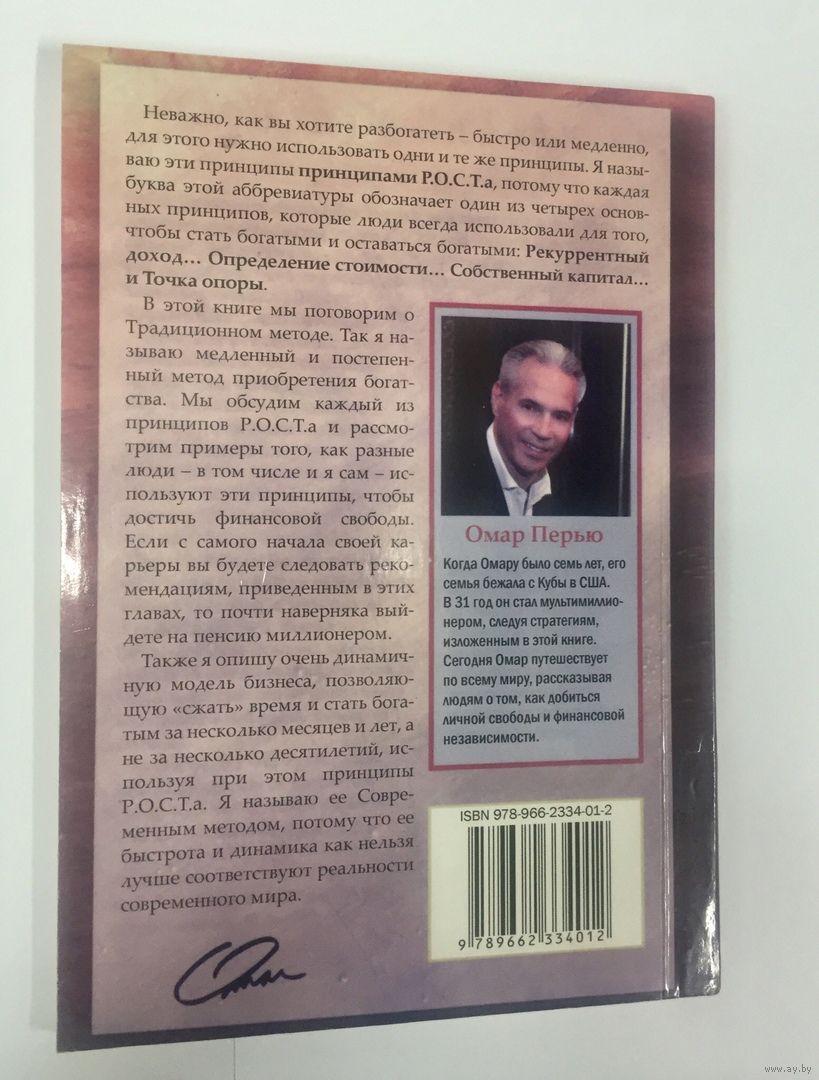 Неважно, как вы хотите разбогатеть – быстро или медленно,
для этого нужно использовать одни и те же принципы. Я назы-
ваю эти принципы принципами Р.О.С.Т.а, потому что каждая
буква этой аббревиатуры обозначает один из четырех основ-
ных принципов, которые люди всегда использовали для того,
чтобы стать богатыми и оставаться богатыми: Рекуррентный
доход... Определение стоимости... Собственный капитал...
и Точка опоры.
В этой книге мы поговорим о
Традиционном методе. Так я на-
зываю медленный и постепен-
ный метод приобретения богат-
ства. Мы обсудим каждый из
принципов Р.О.С.Т.а и рассмо-
трим примеры того, как разные
люди – в том числе и я сам – ис-
пользуют эти принципы, чтобы
достичь финансовой свободы.
Если с самого начала своей ка-
рьеры вы будете следовать реко-
мендациям, приведенным в этих
главах, то почти наверняка вый-
дете на пенсию миллионером.
Также я опишу очень динамич-
ную модель бизнеса, позволяю-
щую «сжать» время и стать бога-
тым за несколько месяцев и лет, а
не за несколько десятилетий, ис-
пользуя при этом принципы
Р.О.С.Т.а. Я называю ее Совре-
менным методом, потому что ее
быстрота и динамика как нельзя
лучше соответствуют реальности
современного мира.
Омар Перью
Когда Омару было семь лет, его
семья бежала с Кубы в США.
В 31 год он стал мультимиллио-
нером, следуя стратегиям,
изложенным в этой книге.
Сегодня Омар путешествует
по всему миру, рассказывая
людям о том, как добиться
личной свободы и финансовой
независимости.
ISBN 978-966-2334-01-2
9 789662 334012
www.ay.by